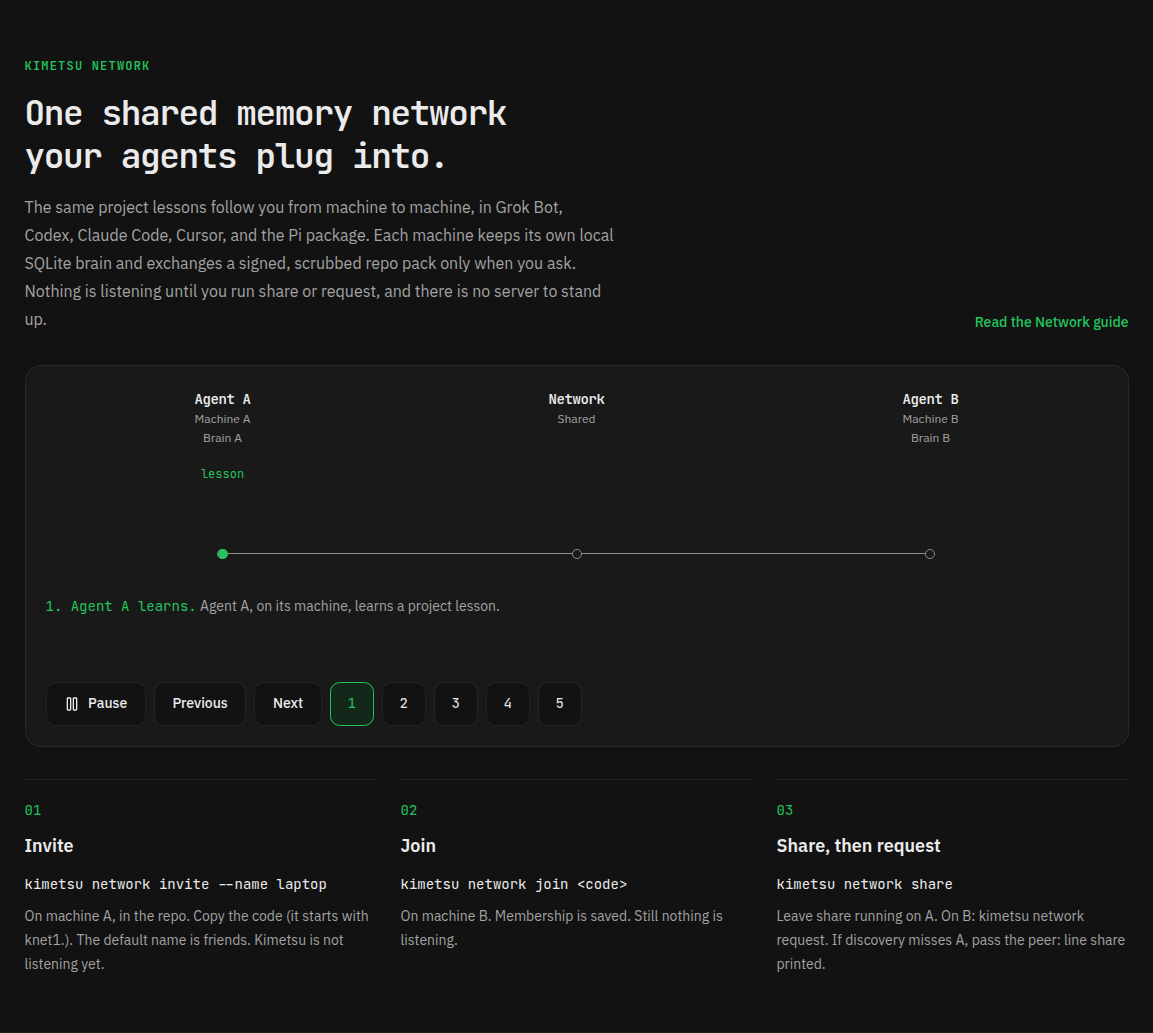 KIMETSU NETWORK
One shared memory network
your agents plug into.
The same project lessons follow you from machine to machine, in Grok Bot,
Codex, Claude Code, Cursor, and the Pi package. Each machine keeps its own local
SQLite brain and exchanges a signed, scrubbed repo pack only when you ask.
Nothing is listening until you run share or request, and there is no server to stand
up.
Read the Network guide
Agent A
Machine A
Brain A
lesson
Network
Shared
Agent B
Machine B
Brain B
1. Agent A learns. Agent A, on its machine, learns a project lesson.
Pause
Previous
Next
1
2
3
4
5
01
Invite
kimetsu network invite --name laptop
On machine A, in the repo. Copy the code (it starts with
knet1.). The default name is friends. Kimetsu is not
listening yet.
02
Join
kimetsu network join <code>
On machine B. Membership is saved. Still nothing is
listening.
03
Share, then request
kimetsu network share
Leave share running on A. On B: kimetsu network
request. If discovery misses A, pass the peer: line share
printed.